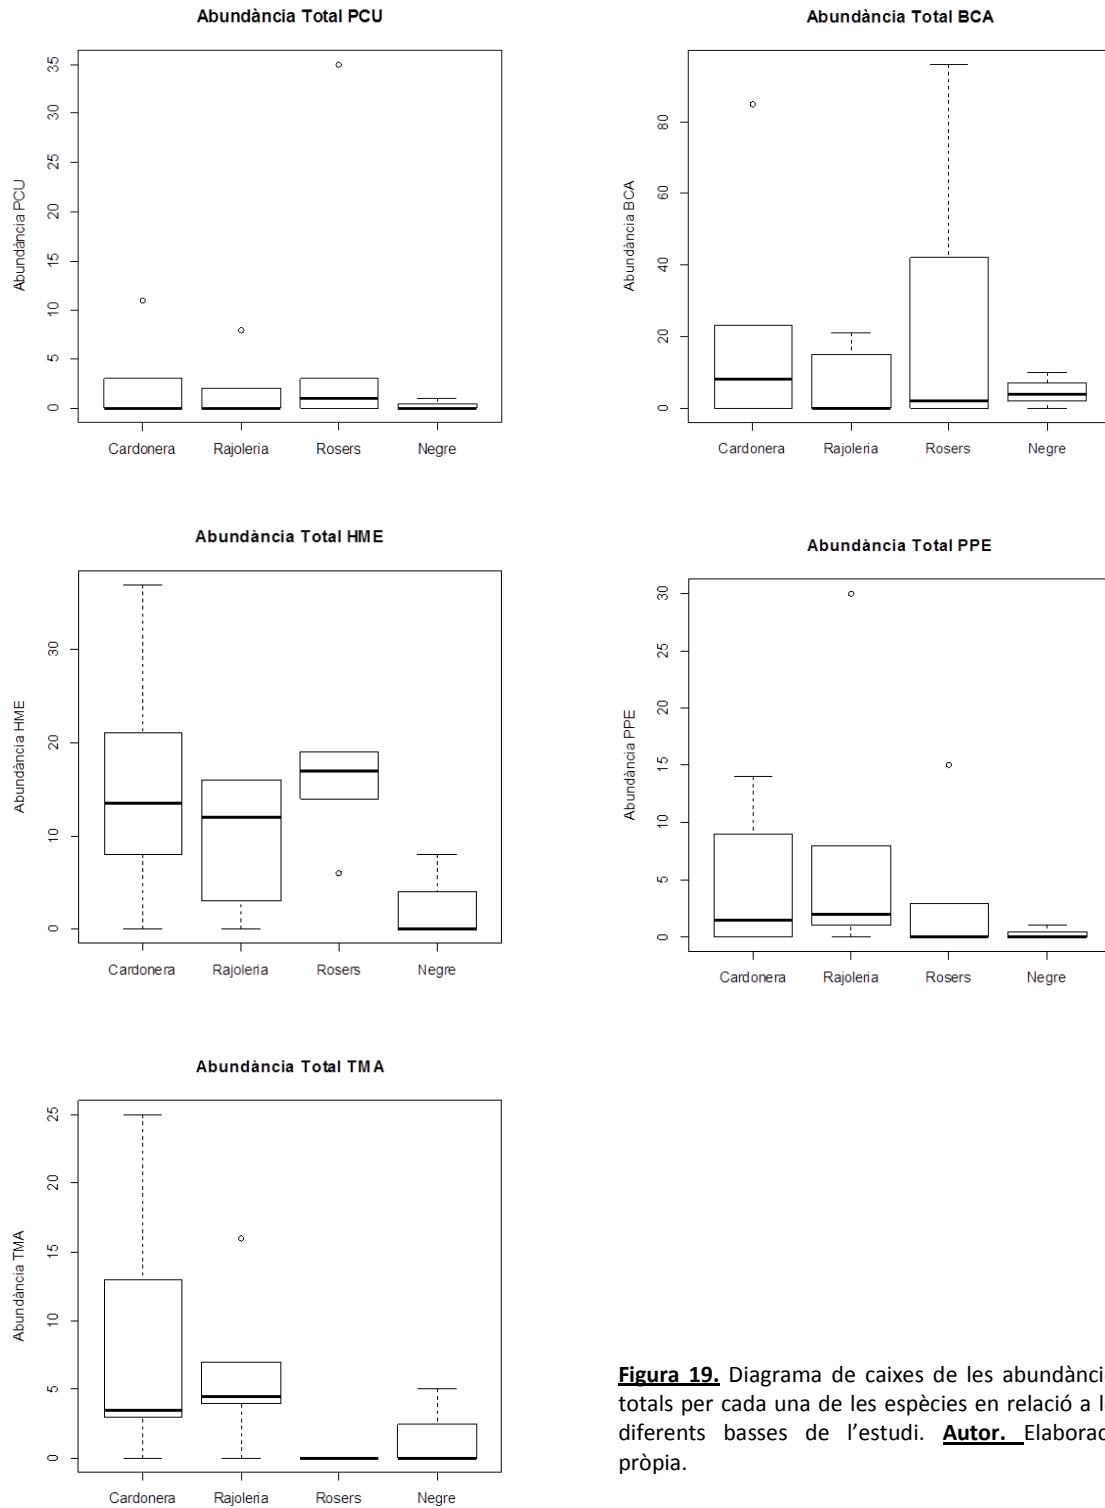 Abundància Total PCU
Abundància PCU
0 5 10 15 20 25 30 35
Cardonera Rajoleria Rosers Negre
Abundància Total BCA
Abundància BCA
0 20 40 60 80
Cardonera Rajoleria Rosers Negre
Abundància Total HME
Abundància HME
0 10 20 30
Cardonera Rajoleria Rosers Negre
Abundància Total PPE
Abundància PPE
0 5 10 15 20 25 30
Cardonera Rajoleria Rosers Negre
Abundància Total TMA
Abundància TMA
0 5 10 15 20 25
Cardonera Rajoleria Rosers Negre
Figura 19. Diagrama de caixes de les
totals per cada una de les espècies en relació a
diferents basses de l’estudi. Autor.
pròpia.